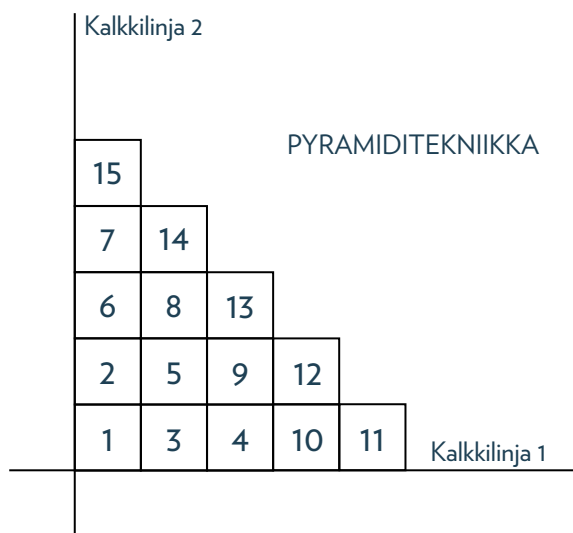 Kalkkilinja 2
PYRAMIDITEKNIIKKA
15
7 14
6 8 13
2 5 9 12
1 3 4 10 11
Kalkkilinja 1